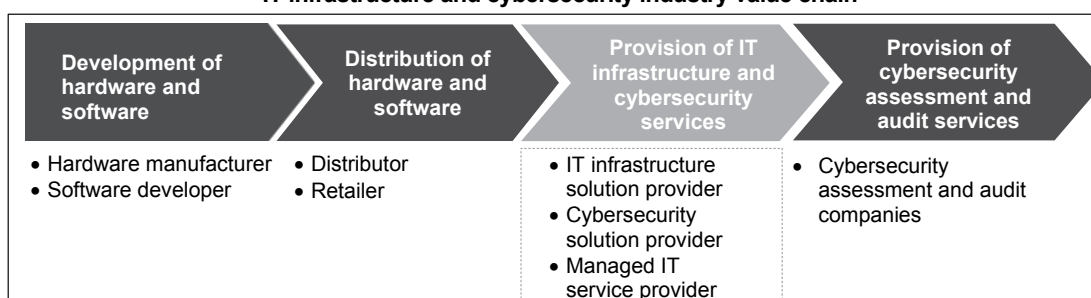 IT infrastructure and cybersecurity industry value chain
Development of
hardware and
software
Distribution of
hardware and
software
Provision of IT
infrastructure and
cybersecurity
services
Provision of
cybersecurity
assessment and
audit services
• Hardware manufacturer
• Software developer
• Distributor
• Retailer
• IT infrastructure
solution provider
• Cybersecurity
solution provider
• Managed IT
service provider
• Cybersecurity
assessment and audit
companies